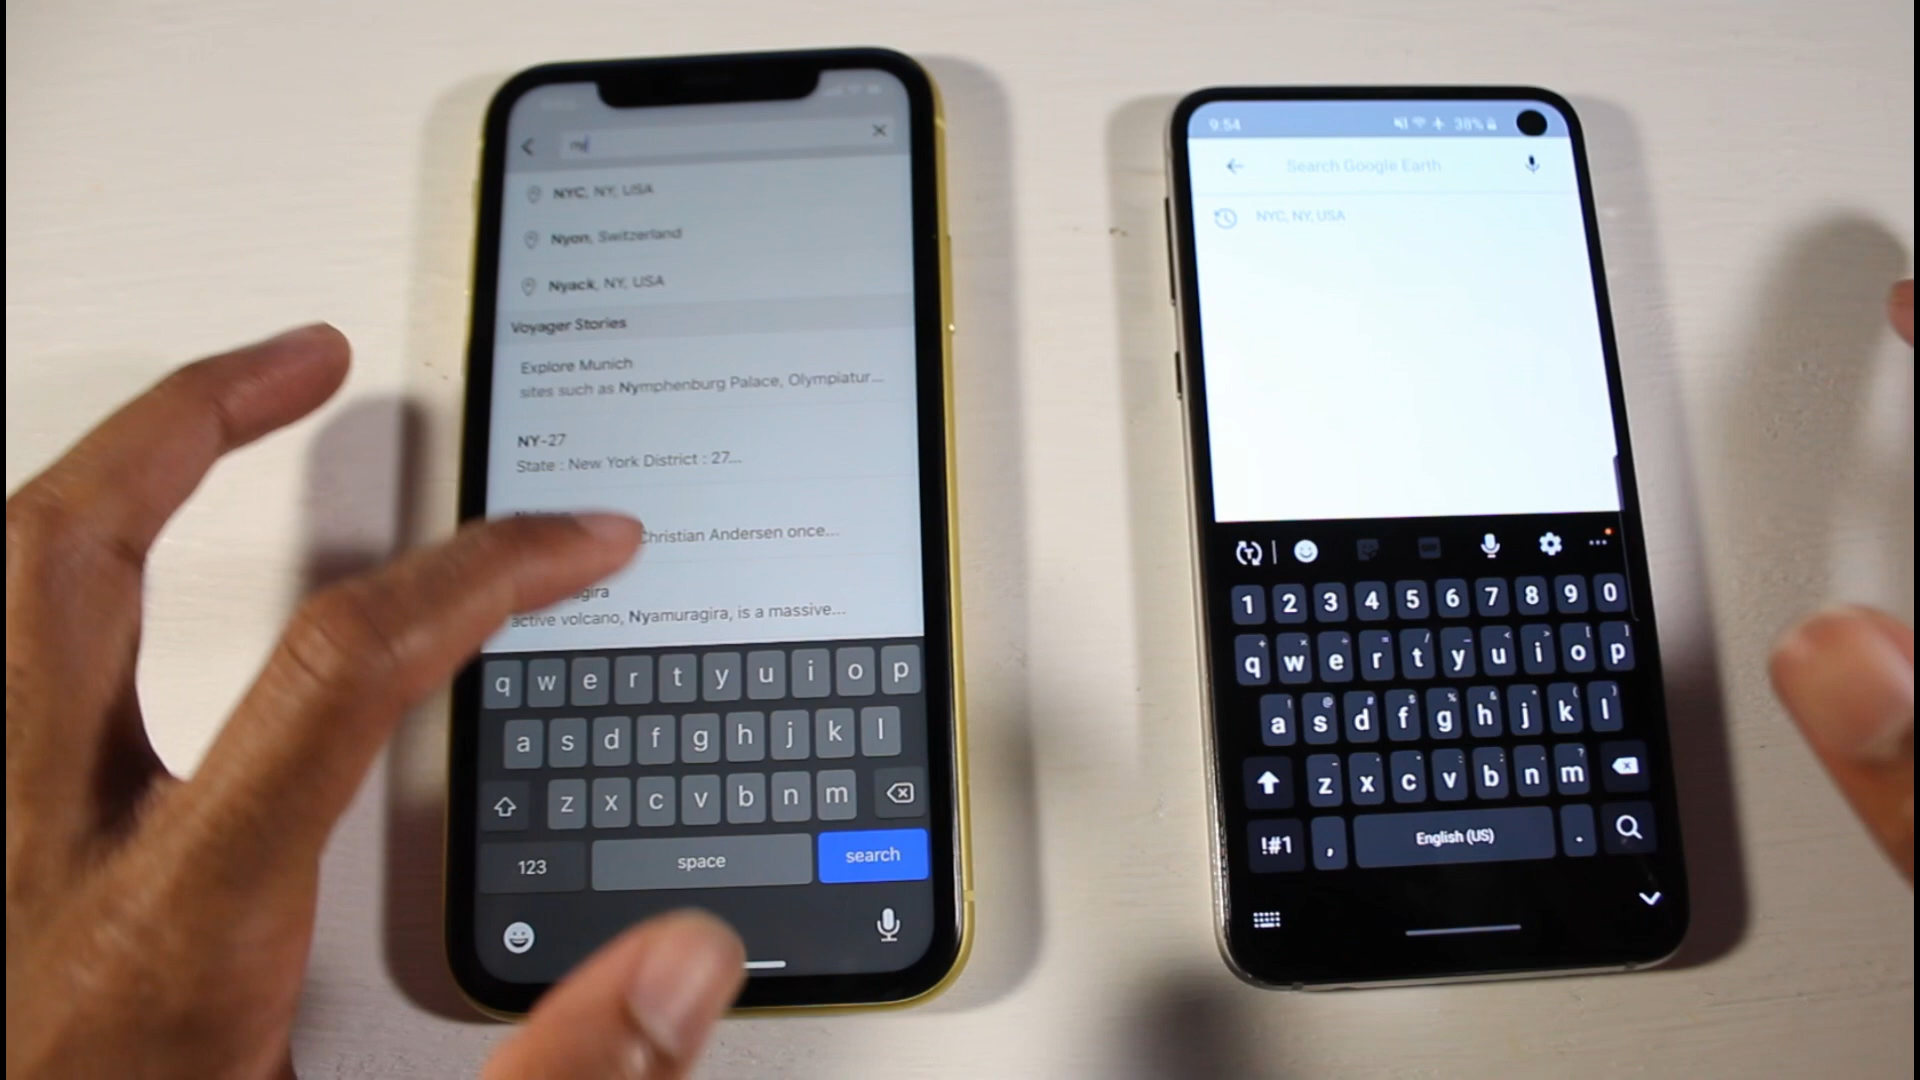 ny
NYC, NY, USA
Nyon, Switzerland
Nyack, NY, USA
Voyager Stories
Explore Munich
sites such as Nymphenburg Palace, Olympiatur...
NY-27
State : New York District : 27...
Christian Andersen once...
active volcano, Nyamuragira, is a massive...
q w e r t y u i o p
a s d f g h j k l
z x c v b n m
123 space search
9:54 38%
Search Google Earth
NYC, NY, USA
1 2 3 4 5 6 7 8 9 0
q w e r t y u i o p
a s d f g h j k l
z x c v b n m
!#1 , English (US) .